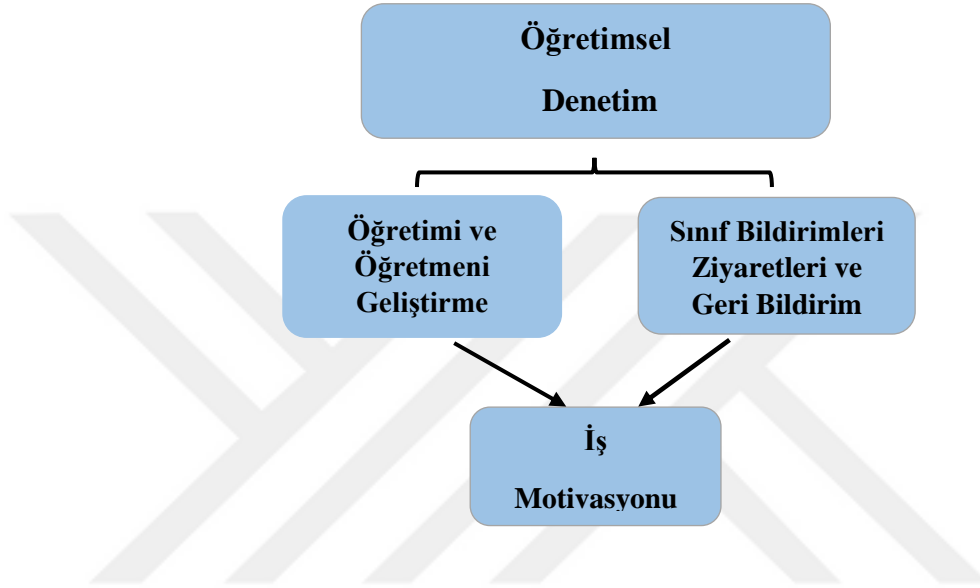 Öğretimsel
Denetim
Öğretimi ve
Öğretmeni
Geliştirme
Sınıf Bildirimleri
Ziyaretleri ve
Geri Bildirim
İş
Motivasyonu